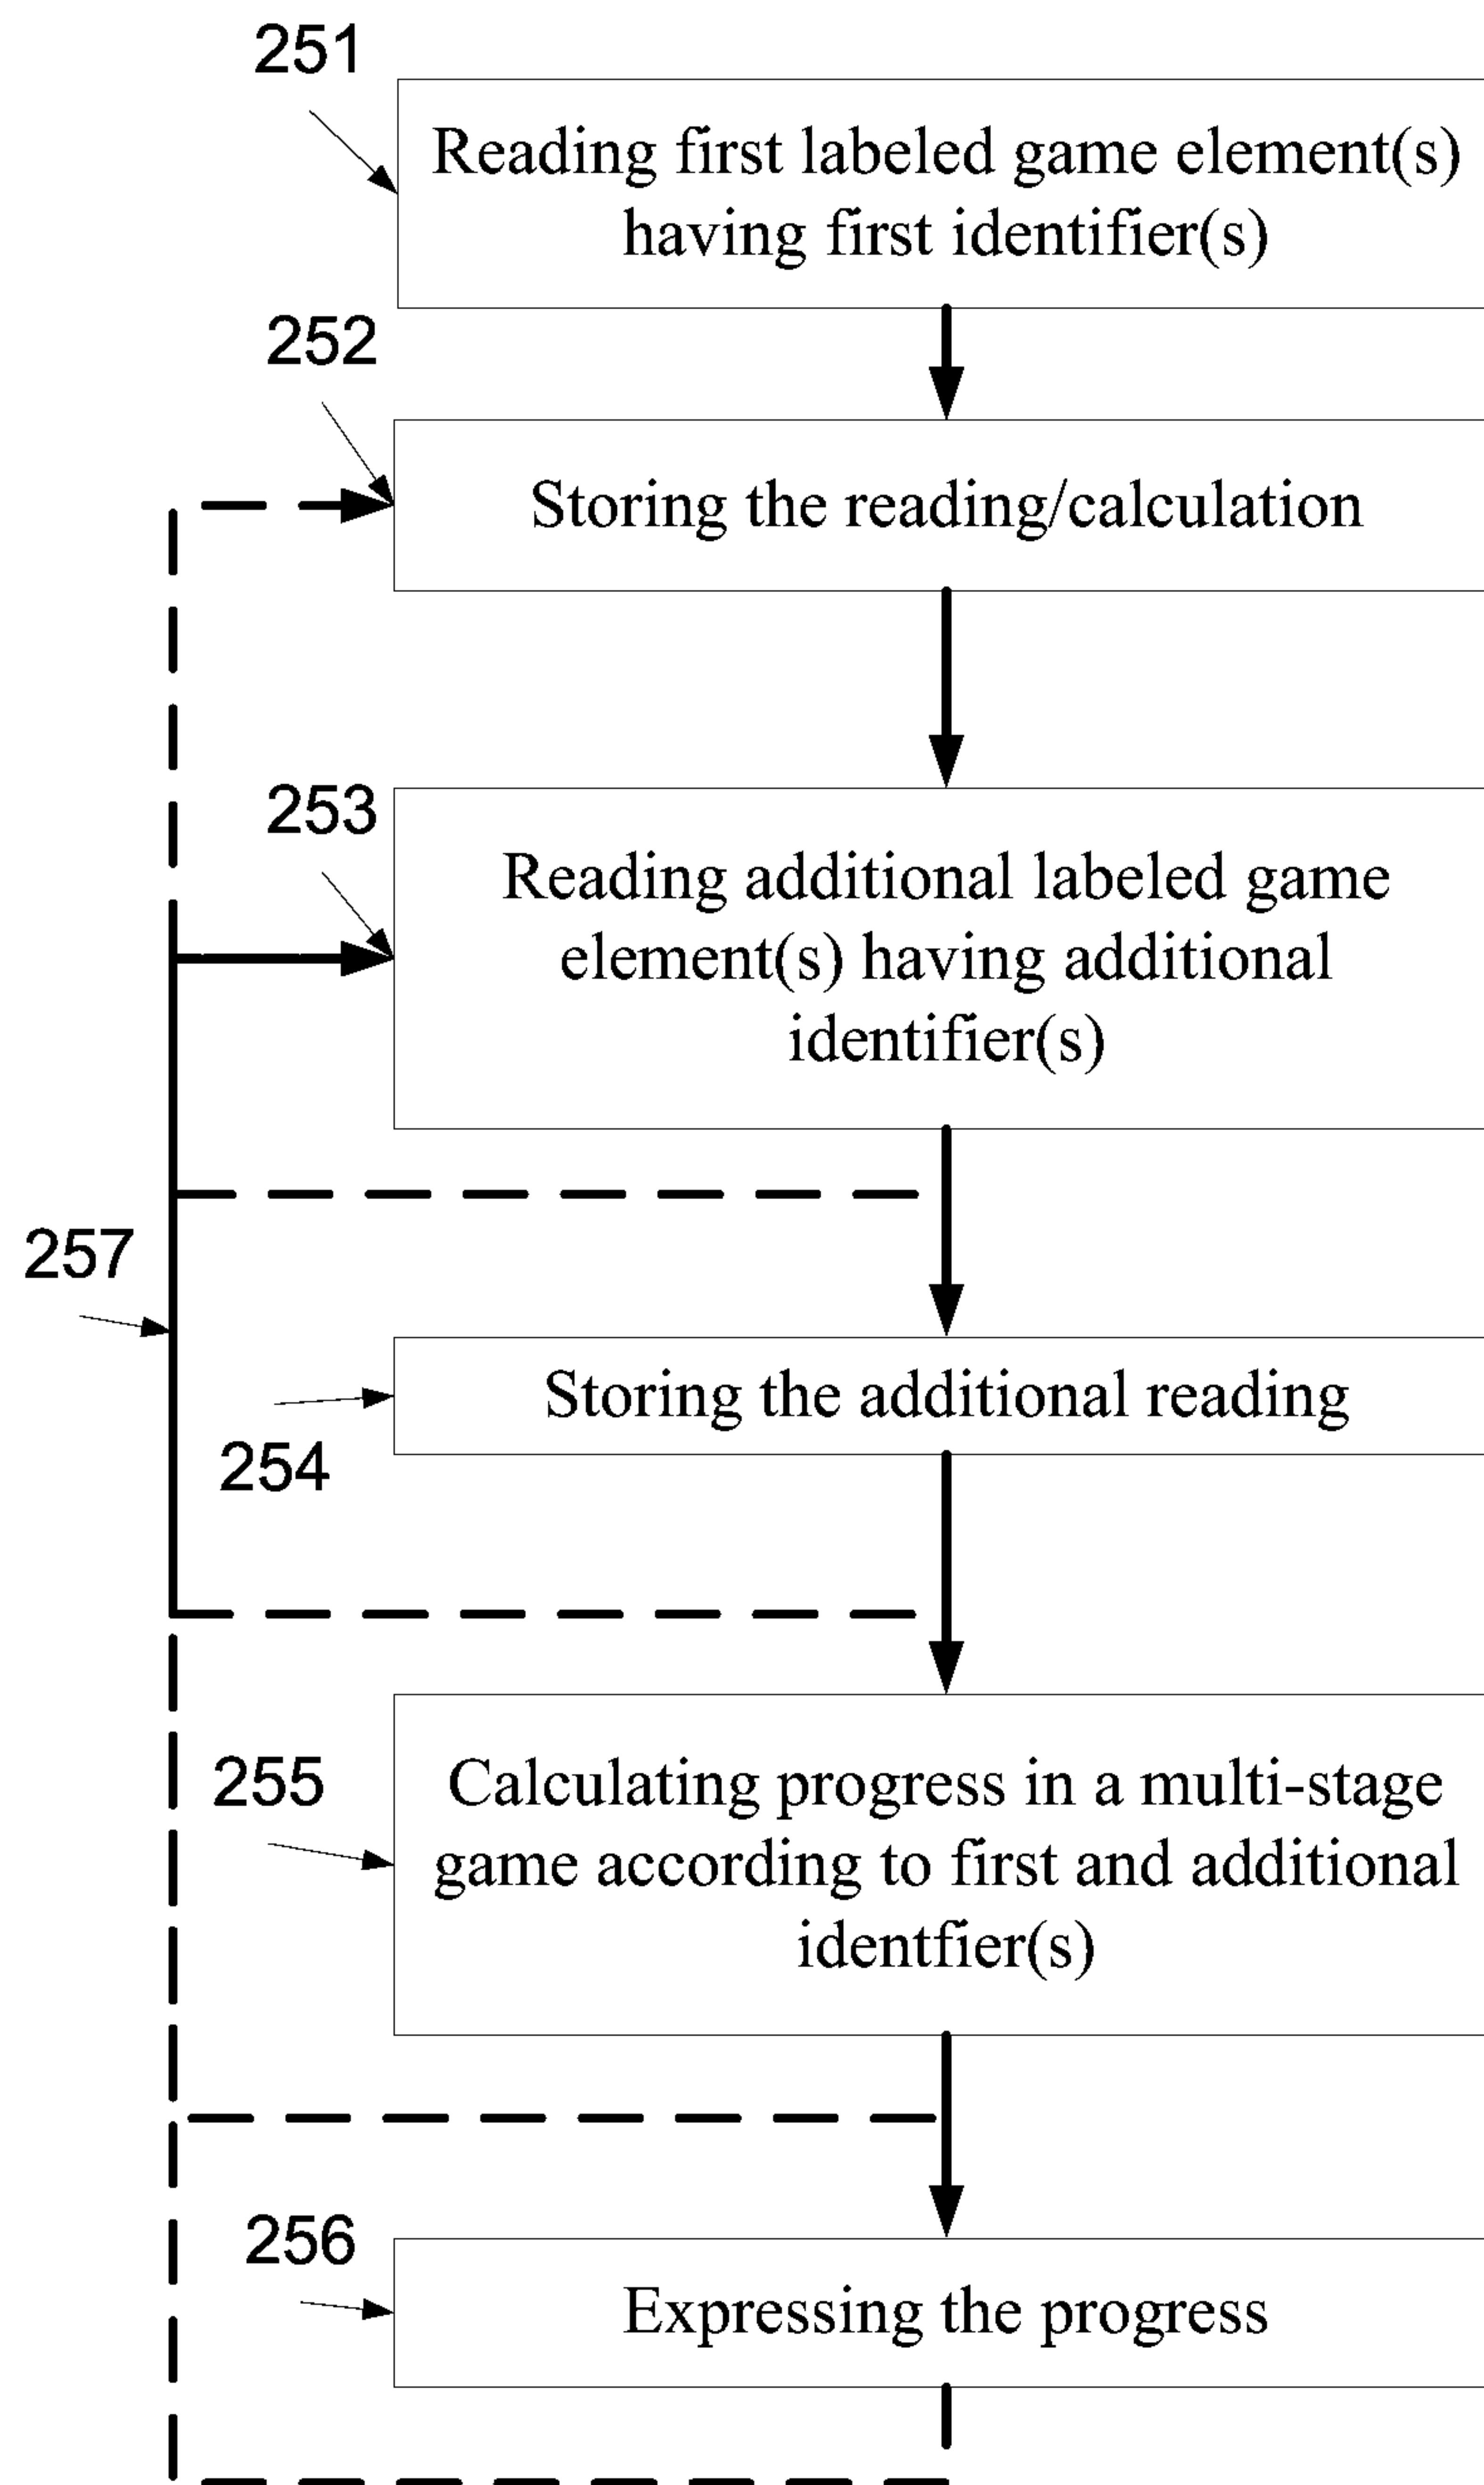 251
Reading first labeled game element(s)
having first identifier(s)
252
Storing the reading/calculation
253
Reading additional labeled game
element(s) having additional
identifier(s)
257
Storing the additional reading
254
255
Calculating progress in a multi-stage
game according to first and additional
identfier(s)
256
Expressing the progress